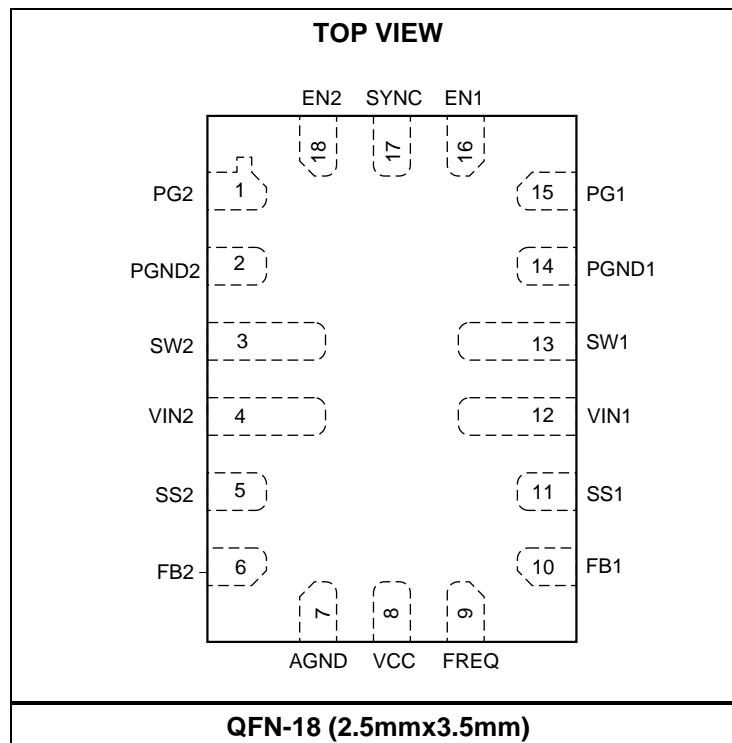 TOP VIEW
EN2 SYNC EN1
18 17 16
PG2 1 15 PG1
PGND2 2 14 PGND1
SW2 3 13 SW1
VIN2 4 12 VIN1
SS2 5 11 SS1
FB2 6 10 FB1
7 8 9
AGND VCC FREQ
QFN-18 (2.5mmx3.5mm)